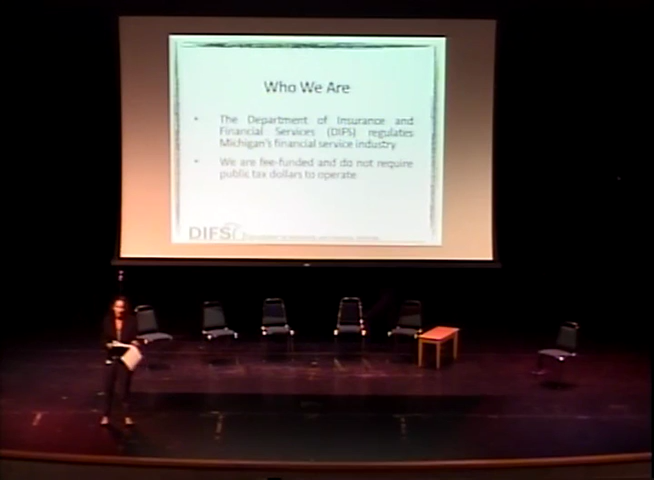 Who We Are
• The Department of Insurance and
Financial Services (DIFS) regulates
Michigan's financial service industry
• We are fee-funded and do not require
public tax dollars to operate
DIFS